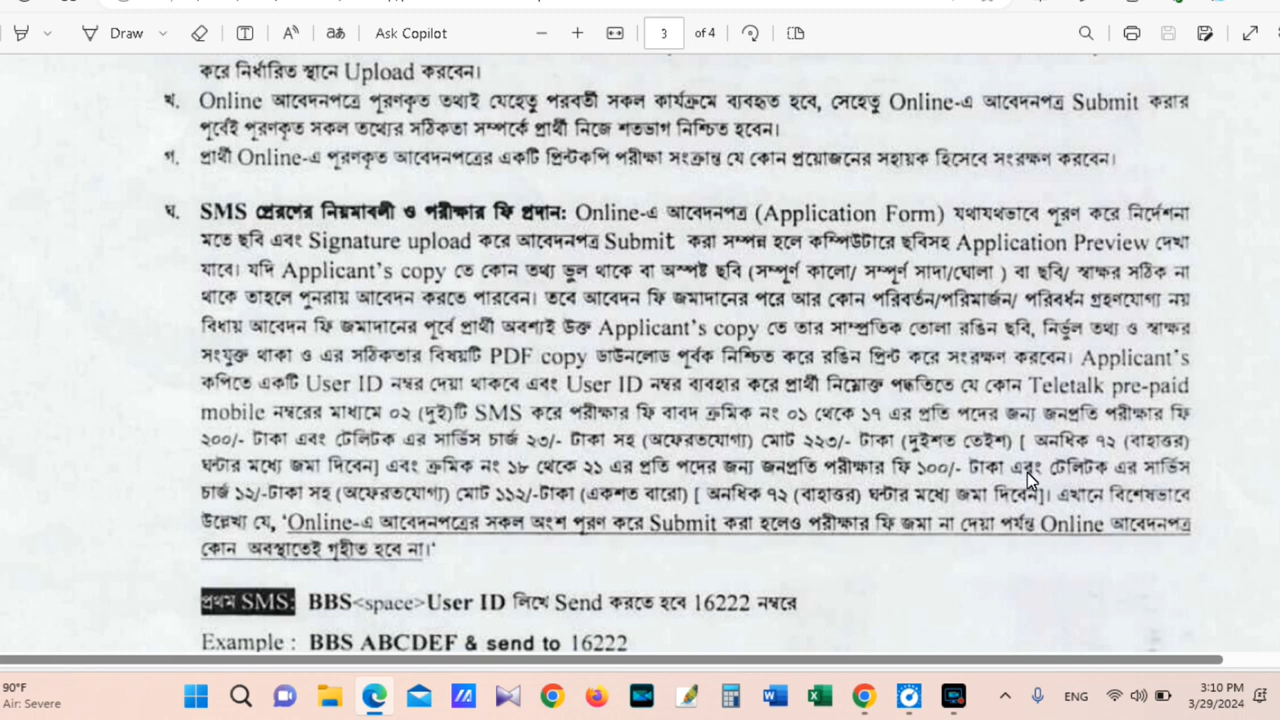 Draw
Ask Copilot
3 of 4
করে নির্ধারিত স্থানে Upload করবেন।
খ. Online আবেদনপত্রে পূরণকৃত তথ্যই যেহেতু পরবর্তী সকল কার্যক্রমে ব্যবহৃত হবে, সেহেতু Online-এ আবেদনপত্র Submit করার
পূর্বেই পূরণকৃত সকল তথ্যের সঠিকতা সম্পর্কে প্রার্থী নিজে শতভাগ নিশ্চিত হবেন।
গ. প্রার্থী Online-এ পূরণকৃত আবেদনপত্রের একটি প্রিন্টকপি পরীক্ষা সংক্রান্ত যে কোন প্রয়োজনের সহায়ক হিসেবে সংরক্ষণ করবেন।
ঘ. SMS প্রেরণের নিয়মাবলী ও পরীক্ষার ফি প্রদান: Online-এ আবেদনপত্র (Application Form) যথাযথভাবে পূরণ করে নির্দেশনা
মতে ছবি এবং Signature upload করে আবেদনপত্র Submit করা সম্পন্ন হলে কম্পিউটারে ছবিসহ Application Preview দেখা
যাবে। যদি Applicant's copy তে কোন তথ্য ভুল থাকে বা অস্পষ্ট ছবি (সম্পূর্ণ কালো/ সম্পূর্ণ সাদা/ঘোলা ) বা ছবি/ স্বাক্ষর সঠিক না
থাকে তাহলে পুনরায় আবেদন করতে পারবেন। তবে আবেদন ফি জমাদানের পরে আর কোন পরিবর্তন/পরিমার্জন/ পরিবর্ধন গ্রহণযোগ্য নয়
বিধায় আবেদন ফি জমাদানের পূর্বে প্রার্থী অবশ্যই উক্ত Applicant's copy তে তার সাম্প্রতিক তোলা রঙিন ছবি, নির্ভুল তথ্য ও স্বাক্ষর
সংযুক্ত থাকা ও এর সঠিকতার বিষয়টি PDF copy ডাউনলোড পূর্বক নিশ্চিত করে রঙিন প্রিন্ট করে সংরক্ষণ করবেন। Applicant's
কপিতে একটি User ID নম্বর দেয়া থাকবে এবং User ID নম্বর ব্যবহার করে প্রার্থী নিম্নোক্ত পদ্ধতিতে যে কোন Teletalk pre-paid
mobile নম্বরের মাধ্যমে ০২ (দুই)টি SMS করে পরীক্ষার ফি বাবদ ক্রমিক নং ০১ থেকে ১৭ এর প্রতি পদের জন্য জনপ্রতি পরীক্ষার ফি
২০০/- টাকা এবং টেলিটক এর সার্ভিস চার্জ ২৩/- টাকা সহ (অফেরতযোগ্য) মোট ২২৩/- টাকা (দুইশত তেইশ) [ অনধিক ৭২ (বাহাত্তর)
ঘন্টার মধ্যে জমা দিবেন] এবং ক্রমিক নং ১৮ থেকে ২১ এর প্রতি পদের জন্য জনপ্রতি পরীক্ষার ফি ১০০/- টাকা এবং টেলিটক এর সার্ভিস
চার্জ ১২/-টাকা সহ (অফেরতযোগ্য) মোট ১১২/-টাকা (একশত বারো) [ অনধিক ৭২ (বাহাত্তর) ঘন্টার মধ্যে জমা দিবেন]। এখানে বিশেষভাবে
উল্লেখ্য যে, 'Online-এ আবেদনপত্রের সকল অংশ পূরণ করে Submit করা হলেও পরীক্ষার ফি জমা না দেয়া পর্যন্ত Online আবেদনপত্র
কোন অবস্থাতেই গৃহীত হবে না।'
প্রথম SMS: BBS<space>User ID লিখে Send করতে হবে 16222 নম্বরে
Example : BBS ABCDEF & send to 16222
90°F
Air: Severe
ENG
3:10 PM
3/29/2024